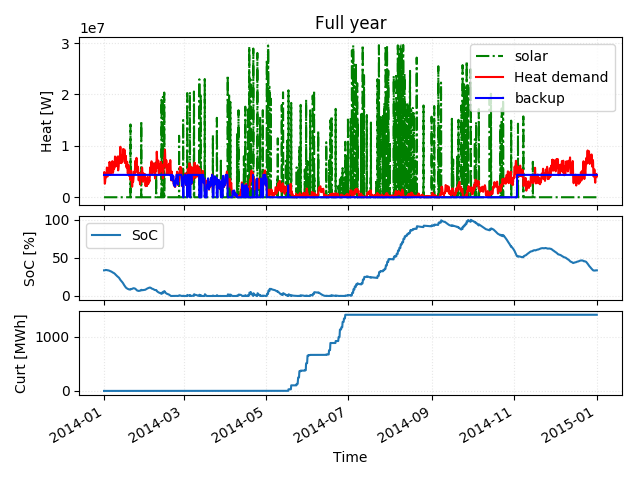 Full year
1e7
3
2
1
0
Heat [W]
solar
Heat demand
backup
100
50
0
SoC [%]
SoC
1000
0
Curt [MWh]
2014-01
2014-03
2014-05
2014-07
2014-09
2014-11
2015-01
Time